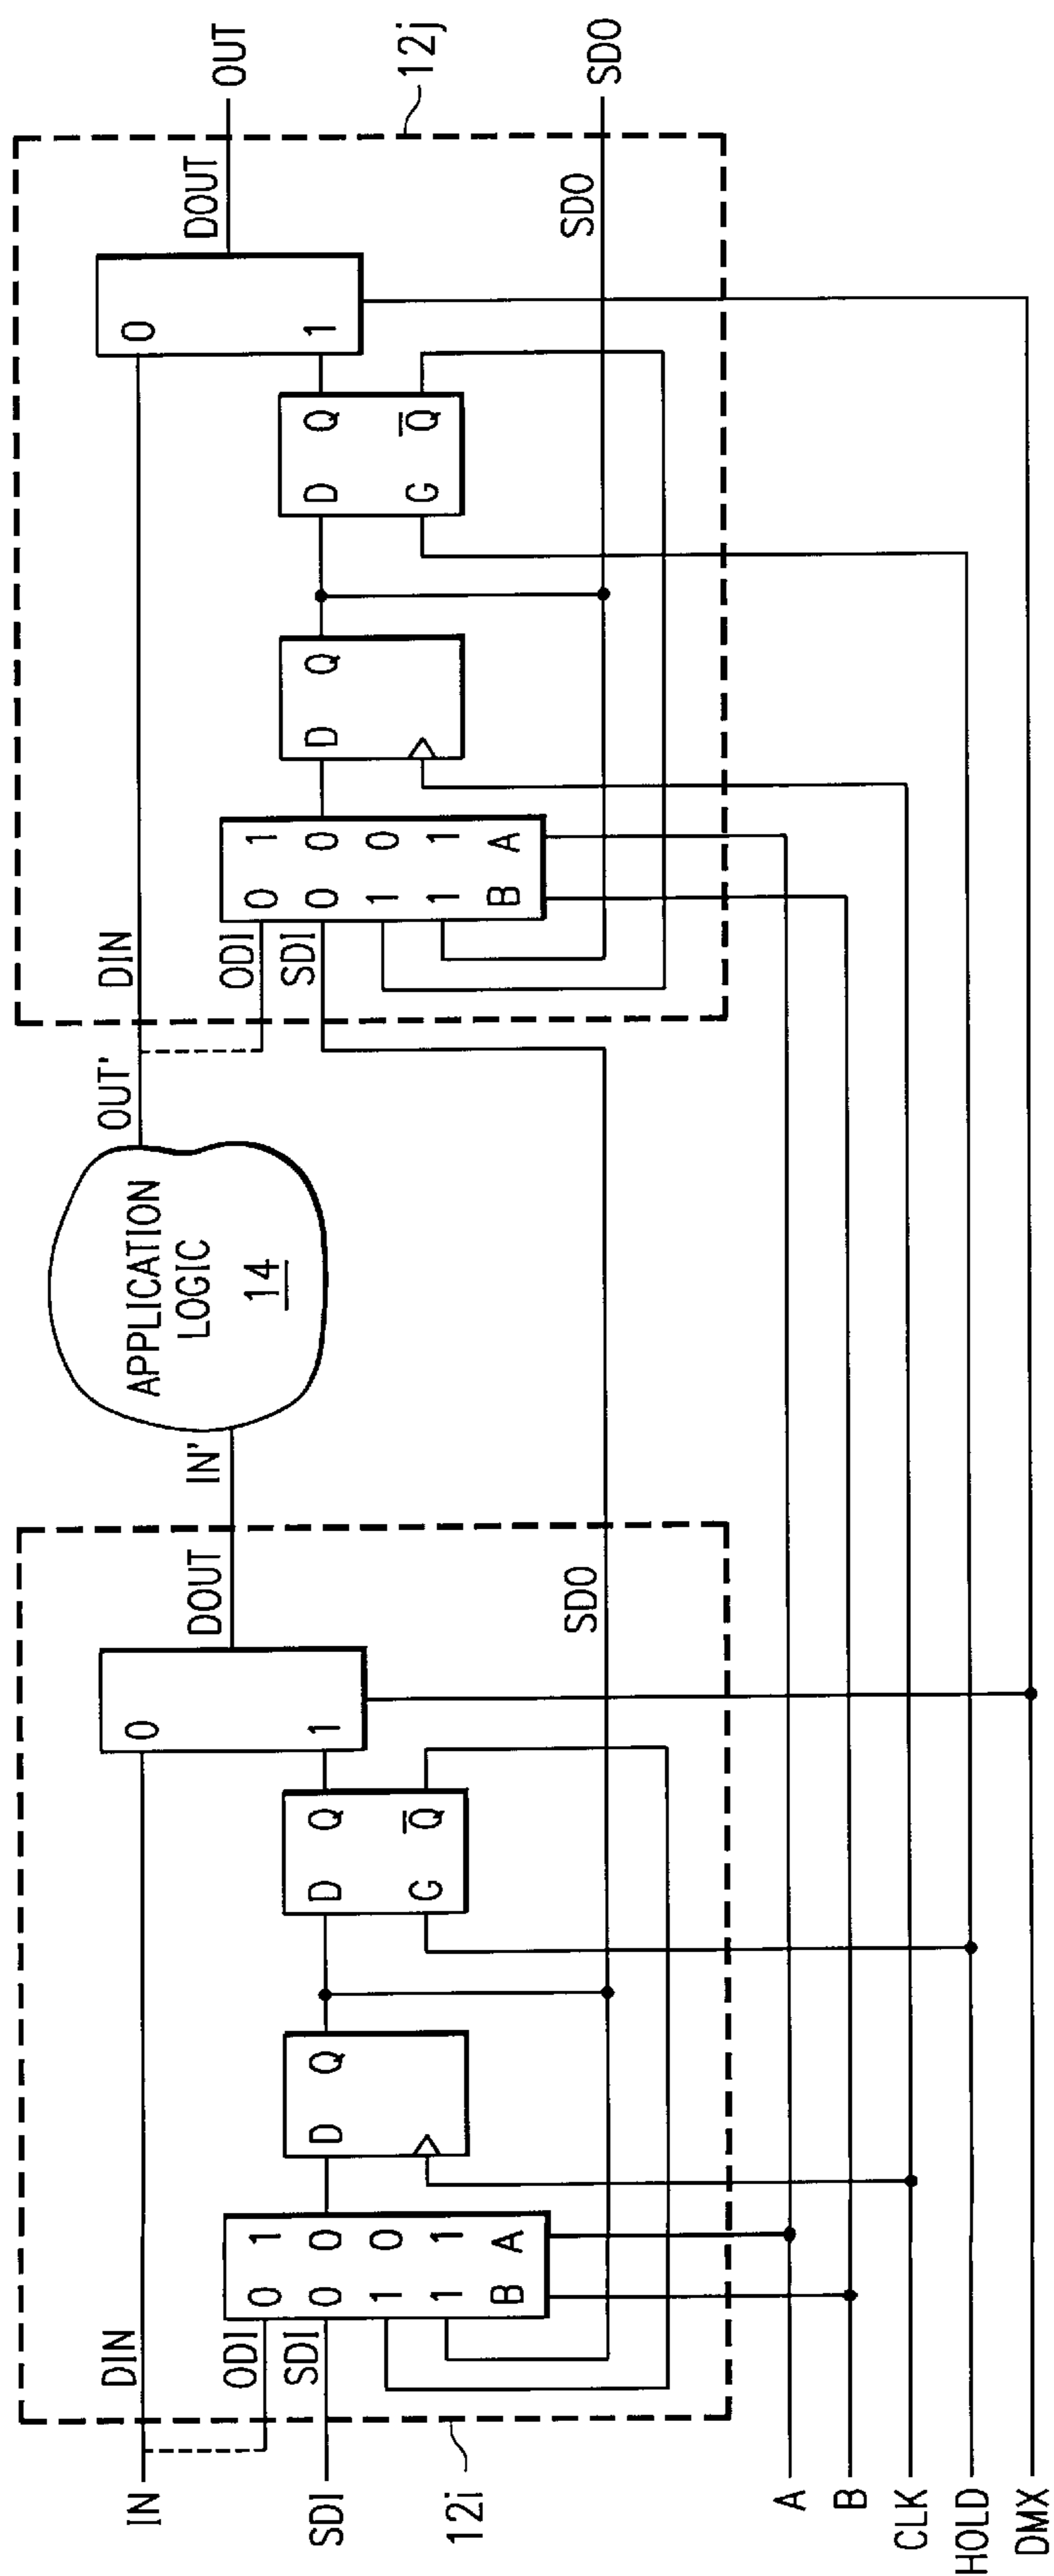 IN
DIN
ODI
SDI
SDI
0 1
0 0
1 0
1 1
B A
D Q
D Q
G Q̅
0
1
DOUT
SDO
12i
IN'
APPLICATION
LOGIC
14
OUT'
DIN
ODI
SDI
0 1
0 0
1 0
1 1
B A
D Q
D Q
G Q̅
0
1
DOUT
OUT
SDO
SDO
12j
A
B
CLK
HOLD
DMX